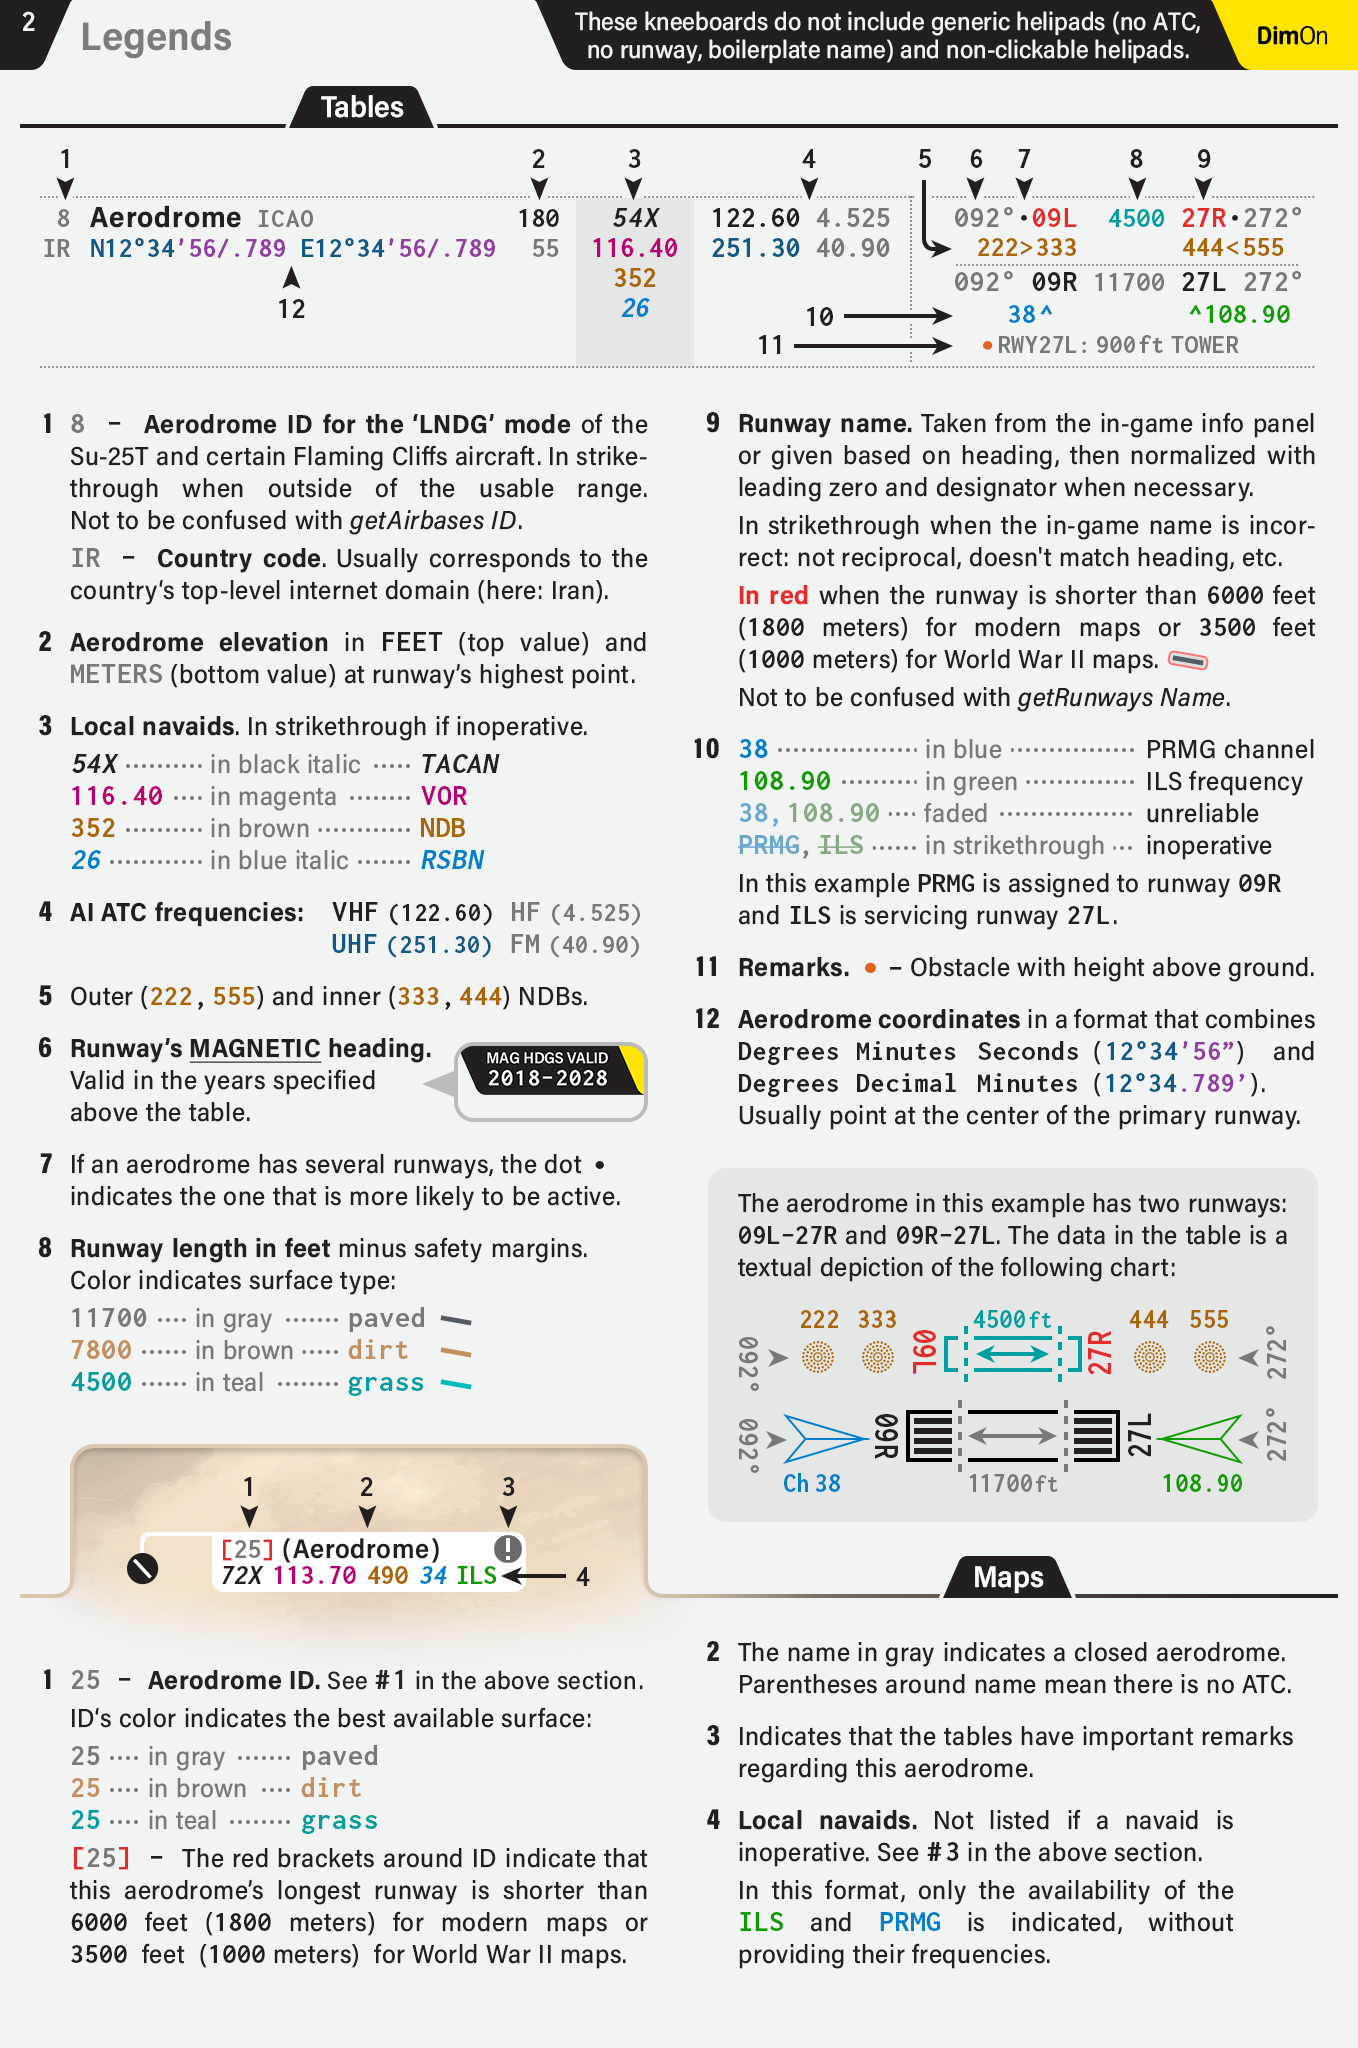 2
Legends
These kneeboards do not include generic helipads (no ATC,
no runway, boilerplate name) and non-clickable helipads.
DimOn
Tables
1 2 3 4 5 6 7 8 9
8 Aerodrome ICAO 180 54X 122.60 4.525 092°•09L 4500 27R•272°
IR N12°34'56/.789 E12°34'56/.789 55 116.40 251.30 40.90 222>333 444<555
352 092° 09R 11700 27L 272°
12 26 10 38^ ^108.90
11 •RWY27L: 900ft TOWER
1 8 – Aerodrome ID for the ‘LNDG’ mode of the
Su-25T and certain Flaming Cliffs aircraft. In strike-
through when outside of the usable range.
Not to be confused with getAirbases ID.
IR – Country code. Usually corresponds to the
country‘s top-level internet domain (here: Iran).
2 Aerodrome elevation in FEET (top value) and
METERS (bottom value) at runway’s highest point.
3 Local navaids. In strikethrough if inoperative.
54X ·········· in black italic ····· TACAN
116.40 ···· in magenta ········ VOR
352 ·········· in brown ············ NDB
26 ············ in blue italic ······· RSBN
4 AI ATC frequencies: VHF (122.60) HF (4.525)
UHF (251.30) FM (40.90)
5 Outer (222, 555) and inner (333, 444) NDBs.
6 Runway’s MAGNETIC heading.
Valid in the years specified
above the table.
MAG HDGS VALID
2018–2028
7 If an aerodrome has several runways, the dot •
indicates the one that is more likely to be active.
8 Runway length in feet minus safety margins.
Color indicates surface type:
11700 ···· in gray ······· paved
7800 ······ in brown ····· dirt
4500 ······ in teal ········ grass
9 Runway name. Taken from the in-game info panel
or given based on heading, then normalized with
leading zero and designator when necessary.
In strikethrough when the in-game name is incor-
rect: not reciprocal, doesn't match heading, etc.
In red when the runway is shorter than 6000 feet
(1800 meters) for modern maps or 3500 feet
(1000 meters) for World War II maps.
Not to be confused with getRunways Name.
10 38 ·················· in blue ················ PRMG channel
108.90 ·········· in green ·············· ILS frequency
38, 108.90 ···· faded ··················· unreliable
PRMG, ILS ······ in strikethrough ··· inoperative
In this example PRMG is assigned to runway 09R
and ILS is servicing runway 27L.
11 Remarks. • – Obstacle with height above ground.
12 Aerodrome coordinates in a format that combines
Degrees Minutes Seconds (12°34'56”) and
Degrees Decimal Minutes (12°34.789’).
Usually point at the center of the primary runway.
The aerodrome in this example has two runways:
09L–27R and 09R–27L. The data in the table is a
textual depiction of the following chart:
222 333 4500ft 444 555
092° 09L 27R 272°
092° 09R 27L 272°
Ch 38 11700ft 108.90
1 2 3
[25] (Aerodrome) !
72X 113.70 490 34 ILS 4
Maps
1 25 – Aerodrome ID. See #1 in the above section.
ID‘s color indicates the best available surface:
25 ···· in gray ······· paved
25 ···· in brown ···· dirt
25 ···· in teal ········ grass
[25] – The red brackets around ID indicate that
this aerodrome‘s longest runway is shorter than
6000 feet (1800 meters) for modern maps or
3500 feet (1000 meters) for World War II maps.
2 The name in gray indicates a closed aerodrome.
Parentheses around name mean there is no ATC.
3 Indicates that the tables have important remarks
regarding this aerodrome.
4 Local navaids. Not listed if a navaid is
inoperative. See #3 in the above section.
In this format, only the availability of the
ILS and PRMG is indicated, without
providing their frequencies.